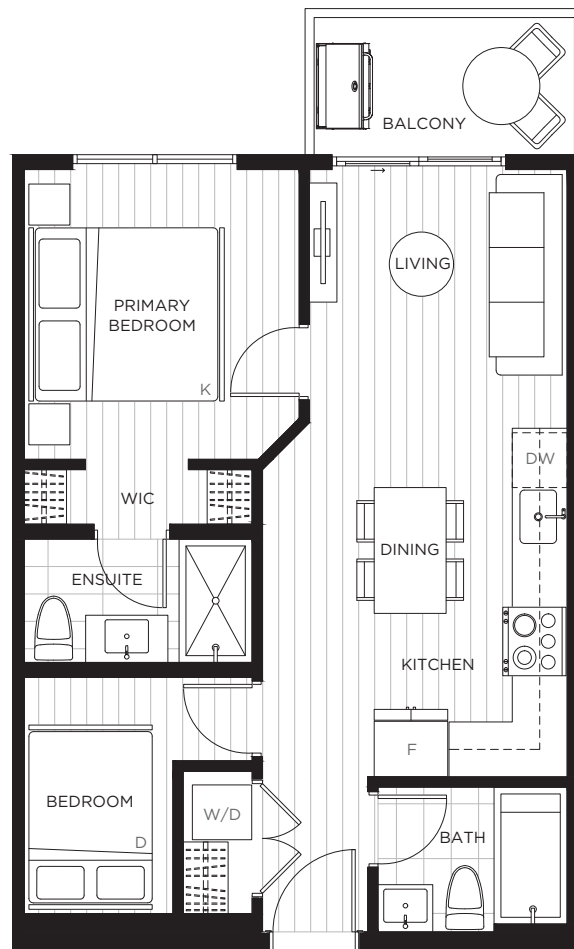 BALCONY
LIVING
PRIMARY
BEDROOM
K
DW
WIC
DINING
ENSUITE
KITCHEN
F
BEDROOM
W/D
D
BATH